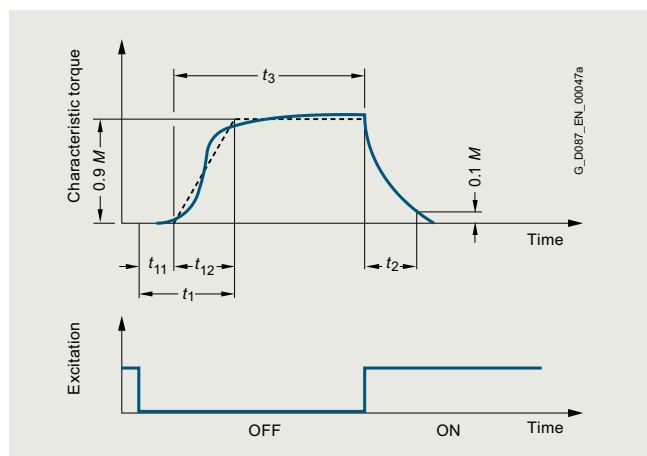 Characteristic torque
0.9 M
t3
0.1 M
G_D087_EN_00047a
Time
t11
t12
t2
t1
Excitation
OFF
ON
Time